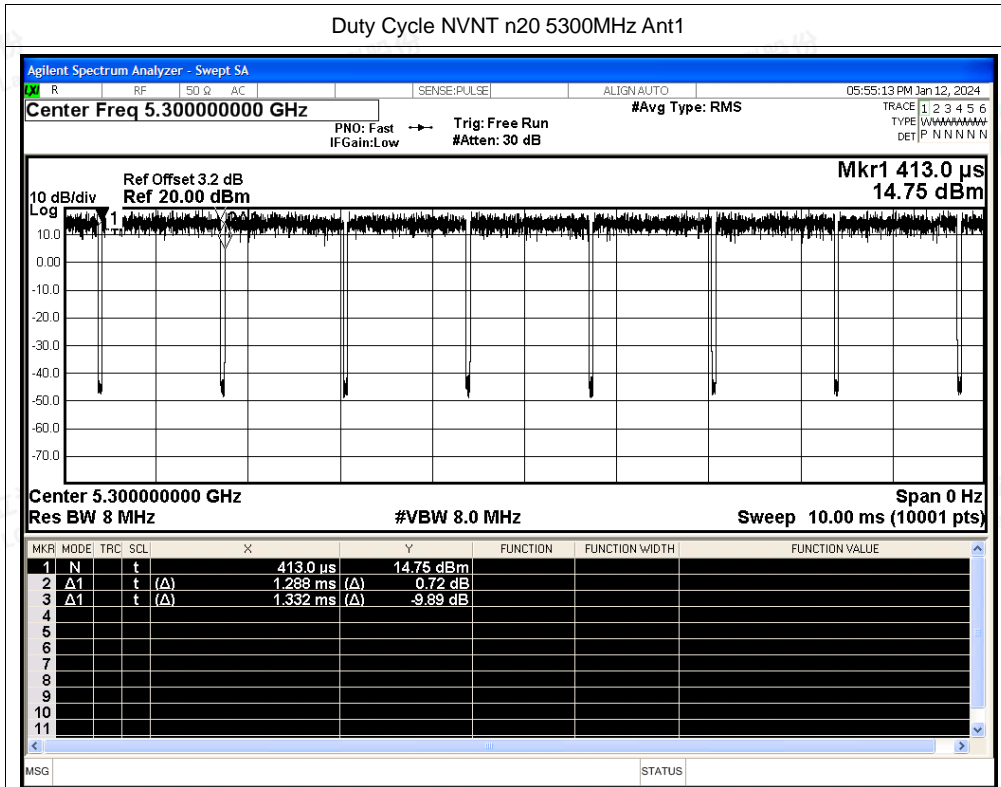 Duty Cycle NVNT n20 5300MHz Ant1
Agilent Spectrum Analyzer - Swept SA
LXI R RF 50 Ω AC SENSE:PULSE ALIGN AUTO 05:55:13 PM Jan 12, 2024
Center Freq 5.300000000 GHz #Avg Type: RMS TRACE 1 2 3 4 5 6
PNO: Fast Trig: Free Run TYPE WWWWWW
IFGain:Low #Atten: 30 dB DET P N N N N N
Mkr1 413.0 µs
Ref Offset 3.2 dB
10 dB/div Ref 20.00 dBm 14.75 dBm
Log
1 2Δ1
10.0
0.00
-10.0
-20.0
-30.0
-40.0
-50.0
-60.0
-70.0
Center 5.300000000 GHz Span 0 Hz
Res BW 8 MHz #VBW 8.0 MHz Sweep 10.00 ms (10001 pts)
MKR MODE TRC SCL X Y FUNCTION FUNCTION WIDTH FUNCTION VALUE
1 N t 413.0 µs 14.75 dBm
2 Δ1 t (Δ) 1.288 ms (Δ) 0.72 dB
3 Δ1 t (Δ) 1.332 ms (Δ) -9.89 dB
4
5
6
7
8
9
10
11
MSG STATUS